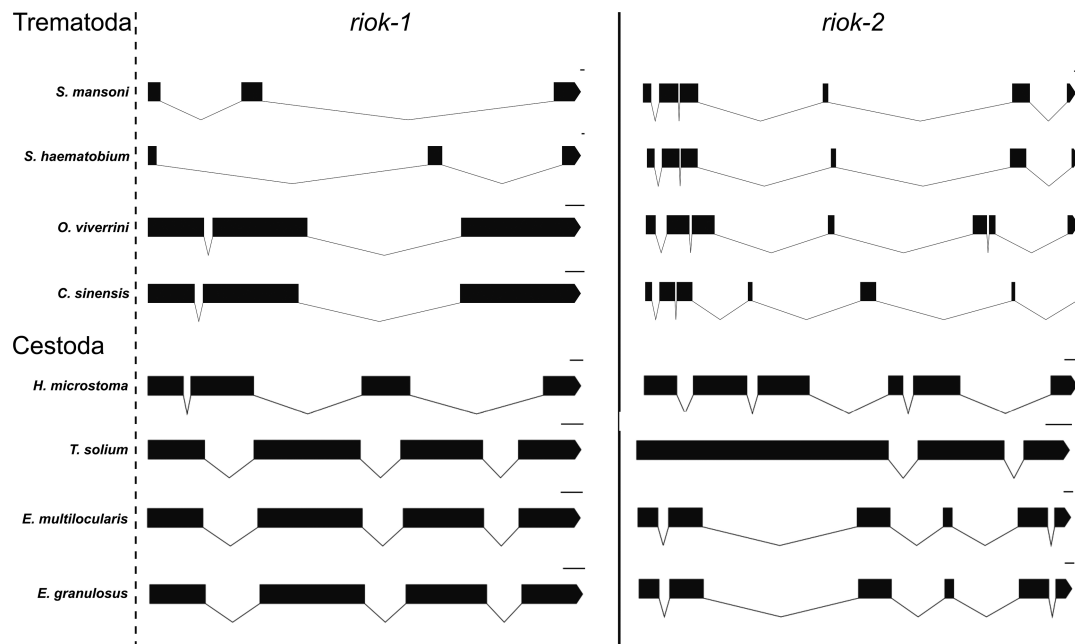 Trematoda
riok-1
riok-2
S. mansoni
S. haematobium
O. viverrini
C. sinensis
Cestoda
H. microstoma
T. solium
E. multilocularis
E. granulosus